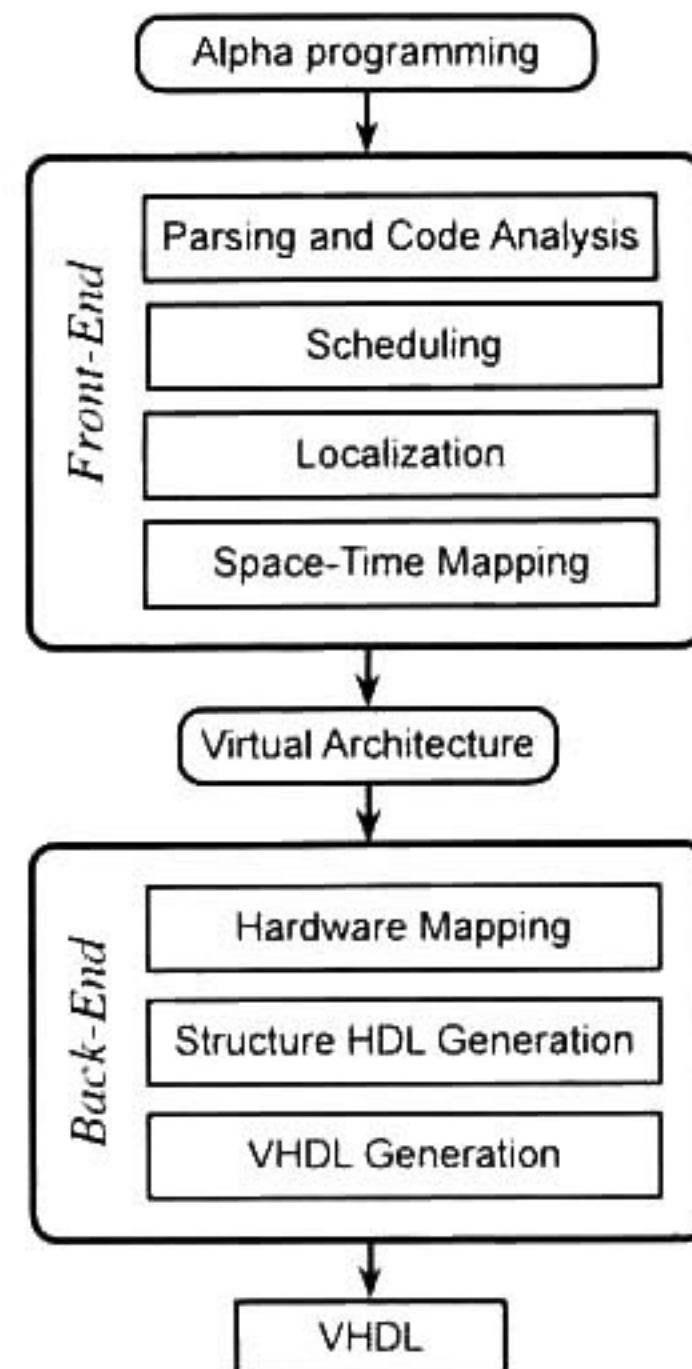 Alpha programming
Front-End
Parsing and Code Analysis
Scheduling
Localization
Space-Time Mapping
Virtual Architecture
Back-End
Hardware Mapping
Structure HDL Generation
VHDL Generation
VHDL